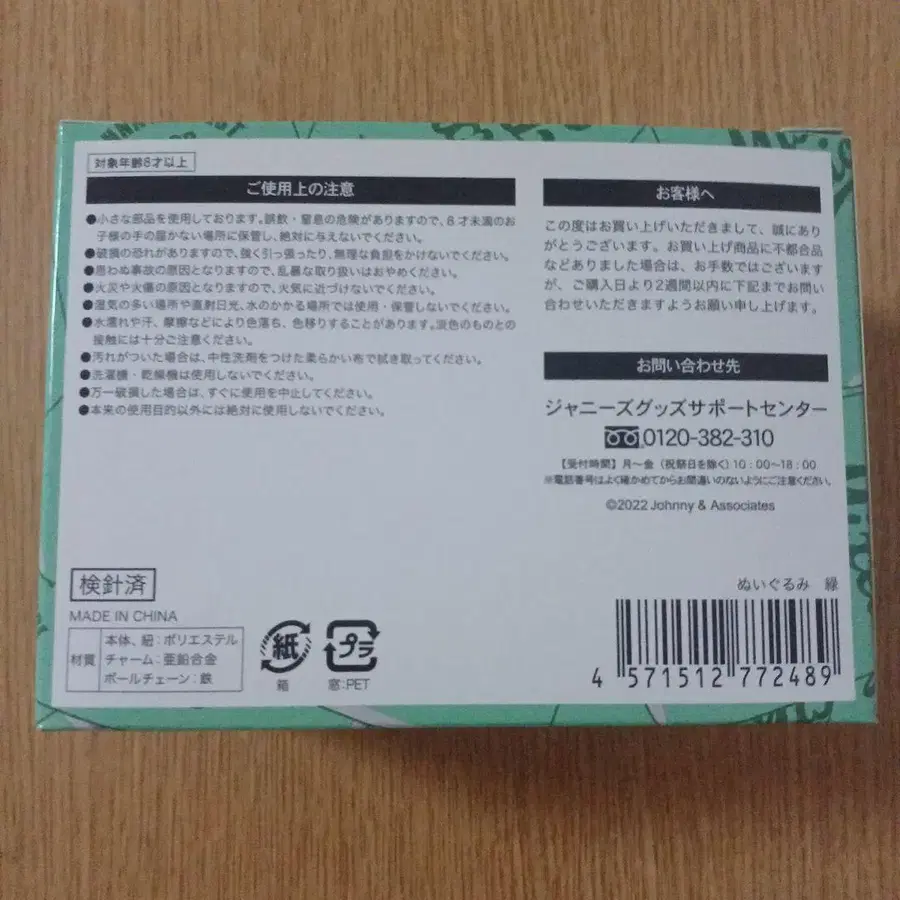 対象年齢8才以上
ご使用上の注意
●小さな部品を使用しております。誤飲・窒息の危険がありますので、8才未満のお
子様の手の届かない場所に保管し、絶対に与えないでください。
●破損の恐れがありますので、強く引っ張ったり、無理な負担をかけないでください。
●思わぬ事故の原因となりますので、乱暴な取り扱いはおやめください。
●火災や火傷の原因となりますので、火気に近づけないでください。
●湿気の多い場所や直射日光、水のかかる場所では使用・保管しないでください。
●水濡れや汗、摩擦などにより色落ち、色移りすることがあります。淡色のものとの
接触には十分ご注意ください。
●汚れがついた場合は、中性洗剤をつけた柔らかい布で拭き取ってください。
●洗濯機・乾燥機は使用しないでください。
●万一破損した場合は、すぐに使用を中止してください。
●本来の使用目的以外には絶対に使用しないでください。
お客様へ
この度はお買い上げいただきまして、誠にあり
がとうございます。お買い上げ商品に不都合品
などありました場合は、お手数ではございます
が、ご購入日より2週間以内に下記までお問い
合わせいただきますようお願い申し上げます。
お問い合わせ先
ジャニーズグッズサポートセンター
0120-382-310
【受付時間】月〜金（祝祭日を除く）10：00〜18：00
※電話番号はよく確かめてからお間違いのないようにご注意ください。
©2022 Johnny & Associates
検針済
MADE IN CHINA
材質
本体、紐：ポリエステル
チャーム：亜鉛合金
ボールチェーン：鉄
紙
箱
プラ
窓:PET
ぬいぐるみ 緑
4 571512 772489